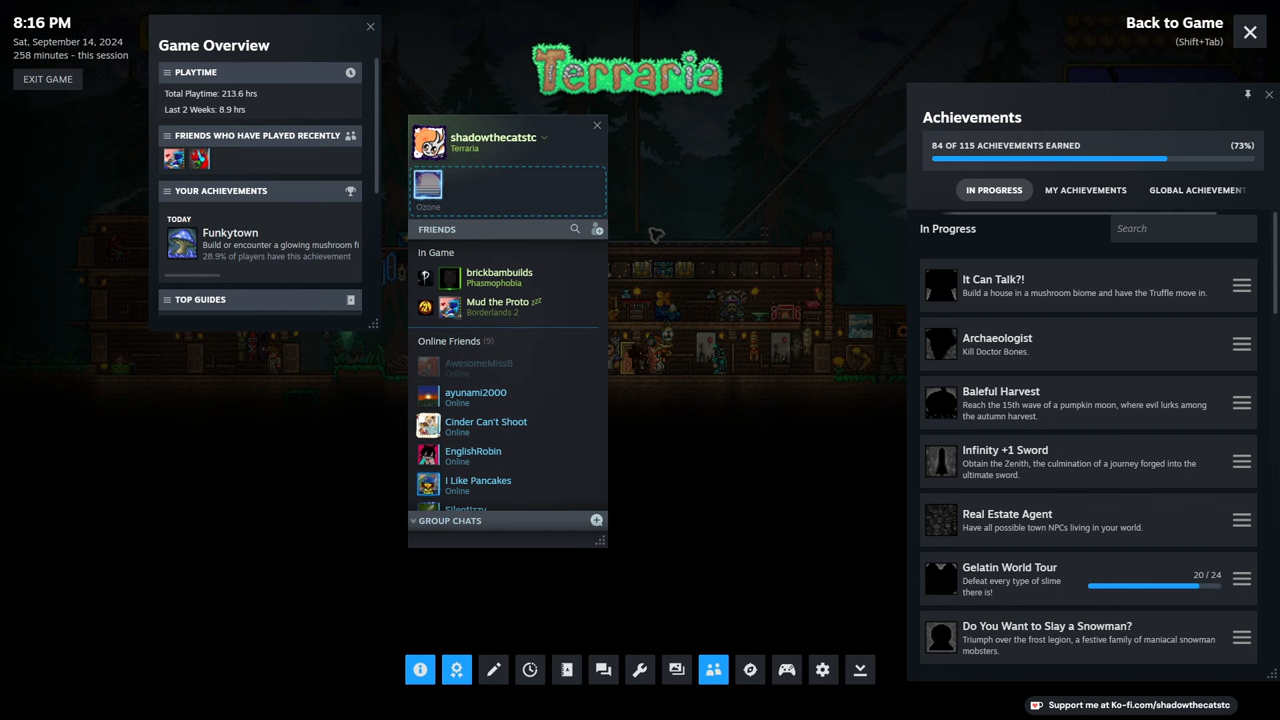 8:16 PM
Sat, September 14, 2024
258 minutes - this session
EXIT GAME
Game Overview
PLAYTIME
Total Playtime: 213.6 hrs
Last 2 Weeks: 8.9 hrs
FRIENDS WHO HAVE PLAYED RECENTLY
YOUR ACHIEVEMENTS
TODAY
Funkytown
Build or encounter a glowing mushroom fi
28.9% of players have this achievement
TOP GUIDES
Terraria
shadowthecatstc
Terraria
Ozone
FRIENDS
In Game
brickbambuilds
Phasmophobia
Mud the Proto zzz
Borderlands 2
Online Friends (9)
AwesomeMissB
Online
ayunami2000
Online
Cinder Can't Shoot
Online
EnglishRobin
Online
I Like Pancakes
Online
SilentIzzy
GROUP CHATS
Back to Game
(Shift+Tab)
Achievements
84 OF 115 ACHIEVEMENTS EARNED (73%)
IN PROGRESS MY ACHIEVEMENTS GLOBAL ACHIEVEMENT
In Progress Search
It Can Talk?!
Build a house in a mushroom biome and have the Truffle move in.
Archaeologist
Kill Doctor Bones.
Baleful Harvest
Reach the 15th wave of a pumpkin moon, where evil lurks among
the autumn harvest.
Infinity +1 Sword
Obtain the Zenith, the culmination of a journey forged into the
ultimate sword.
Real Estate Agent
Have all possible town NPCs living in your world.
Gelatin World Tour
Defeat every type of slime
there is!
20 / 24
Do You Want to Slay a Snowman?
Triumph over the frost legion, a festive family of maniacal snowman
mobsters.
Support me at Ko-fi.com/shadowthecatstc